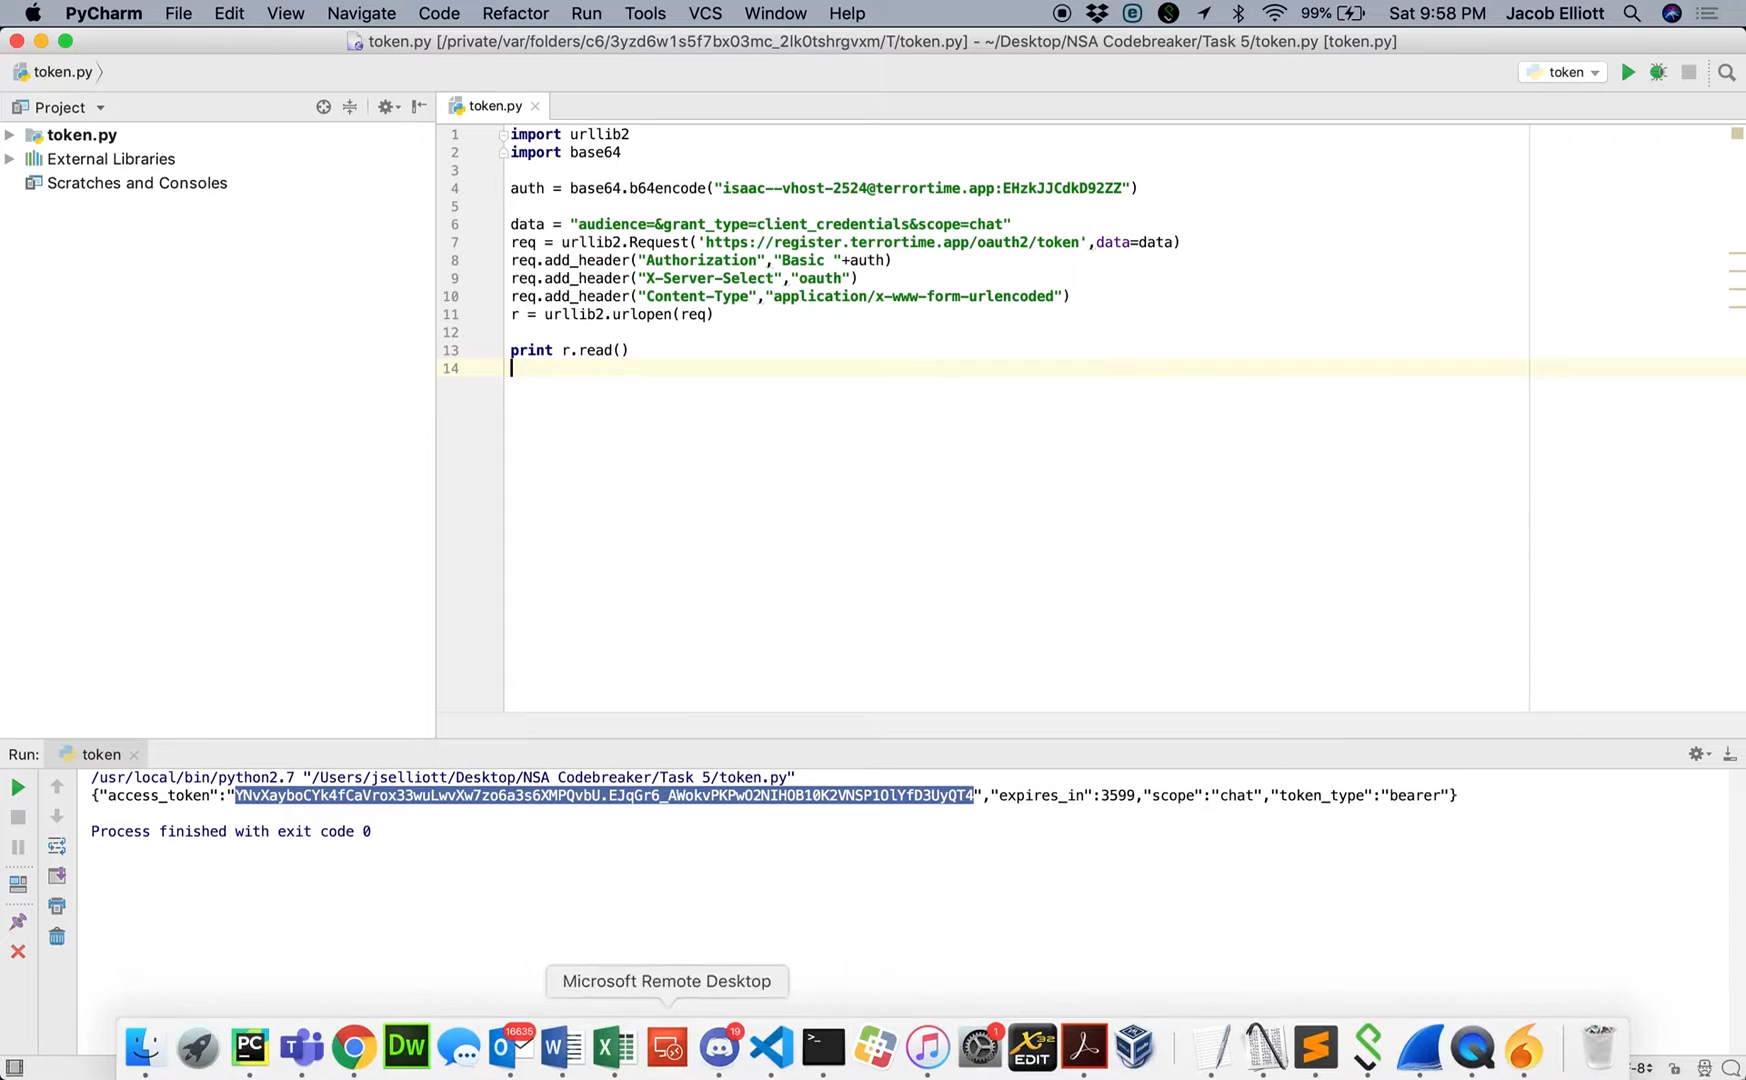 PyCharm File Edit View Navigate Code Refactor Run Tools VCS Window Help 99% Sat 9:58 PM Jacob Elliott
token.py [/private/var/folders/c6/3yzd6w1s5f7bx03mc_2lk0tshrgvxm/T/token.py] - ~/Desktop/NSA Codebreaker/Task 5/token.py [token.py]
token.py token
Project token.py
token.py
External Libraries
Scratches and Consoles
1 import urllib2
2 import base64
3
4 auth = base64.b64encode("isaac--vhost-2524@terrortime.app:EHzkJJCdkD92ZZ")
5
6 data = "audience=&grant_type=client_credentials&scope=chat"
7 req = urllib2.Request('https://register.terrortime.app/oauth2/token',data=data)
8 req.add_header("Authorization","Basic "+auth)
9 req.add_header("X-Server-Select","oauth")
10 req.add_header("Content-Type","application/x-www-form-urlencoded")
11 r = urllib2.urlopen(req)
12
13 print r.read()
14
Run: token
/usr/local/bin/python2.7 "/Users/jselliott/Desktop/NSA Codebreaker/Task 5/token.py"
{"access_token":"YNvXayboCYk4fCaVrox33wuLwvXw7zo6a3s6XMPQvbU.EJqGr6_AWokvPKPwO2NIHOB10K2VNSP1OlYfD3UyQT4","expires_in":3599,"scope":"chat","token_type":"bearer"}
Process finished with exit code 0
Microsoft Remote Desktop
PC Dw 16635 19 1 X32 EDIT
-8